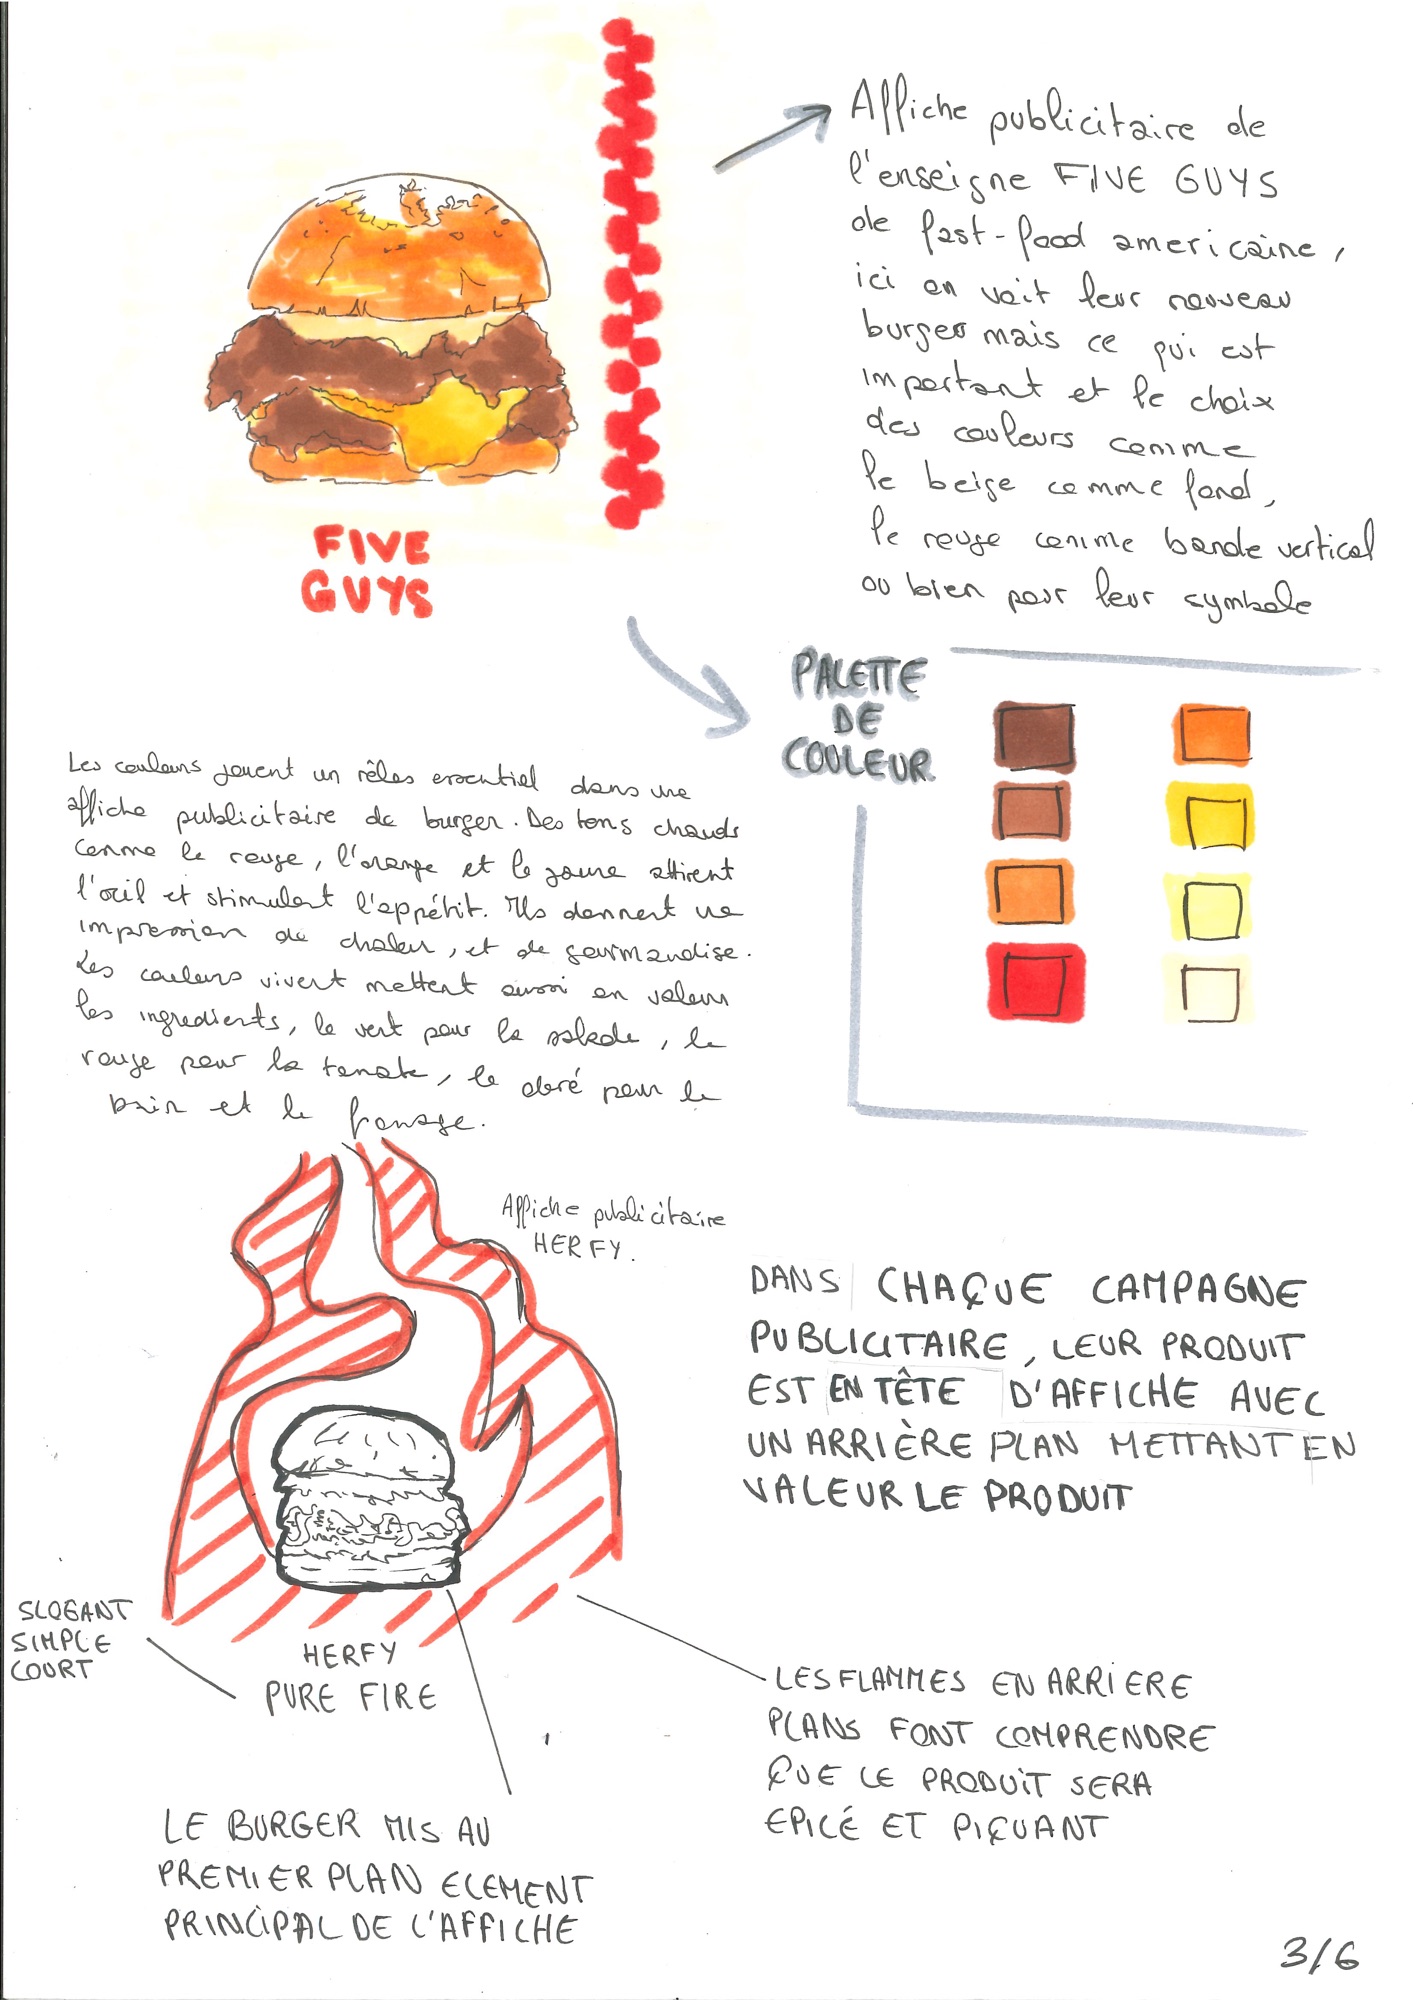 FIVE
GUYS
Affiche publicitaire de
l'enseigne FIVE GUYS
de fast-food americaine,
ici on voit leur nouveau
burger mais ce qui est
important et le choix
des couleurs comme
le beige comme fond,
le rouge comme bande vertical
ou bien pour leur symbole
PALETTE
DE
COULEUR
Les couleurs jouent un rôles essentiel dans une
affiche publicitaire de burger. Des tons chauds
comme le rouge, l'orange et le jaune attirent
l'œil et stimulent l'appétit. Ils donnent une
impression de chaleur, et de gourmandise.
Les couleurs vivent mettent aussi en valeur
les ingredients, le vert pour la salade, le
rouge pour la tomate, le doré pour le
pain et le fromage.
Affiche publicitaire
HERFY.
DANS CHAQUE CAMPAGNE
PUBLICITAIRE, LEUR PRODUIT
EST EN TÊTE D'AFFICHE AVEC
UN ARRIÈRE PLAN METTANT EN
VALEUR LE PRODUIT
SLOGANT
SIMPLE
COURT
HERFY
PURE FIRE
LES FLAMMES EN ARRIERE
PLANS FONT COMPRENDRE
QUE LE PRODUIT SERA
EPICÉ ET PIQUANT
LE BURGER MIS AU
PREMIER PLAN ELEMENT
PRINCIPAL DE L'AFFICHE
3/6